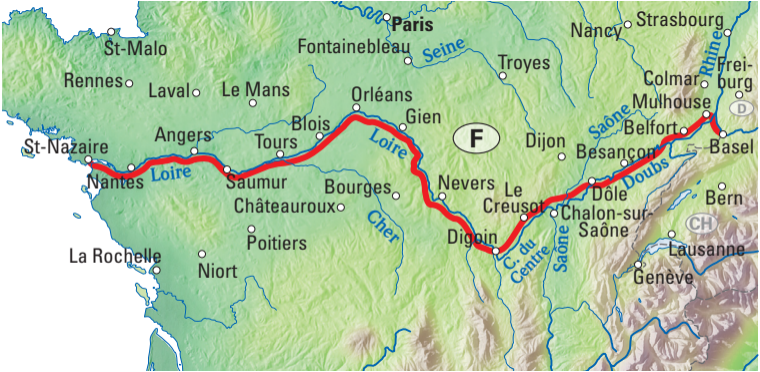 Paris
Strasbourg
Nancy
St-Malo
Fontainebleau
Seine
Troyes
Rhine
Frei-
burg
Colmar
Rennes
Laval
Le Mans
Orléans
Mulhouse
D
Blois
Gien
F
Saône
Belfort
St-Nazaire
Angers
Tours
Loire
Dijon
Besançon
Basel
Nantes
Loire
Saumur
Bourges
Nevers
Le
Creusot
Doubs
Dôle
Bern
Châteauroux
Cher
Chalon-sur-
Saône
CH
Poitiers
Digoin
C. du
Centre
Saône
Lausanne
La Rochelle
Niort
Genève